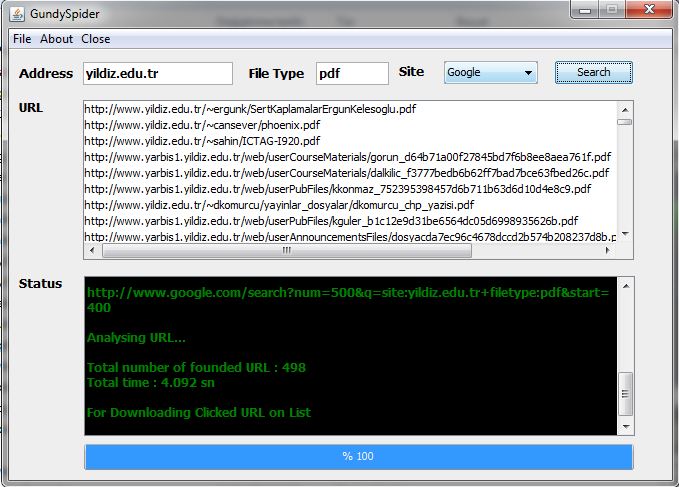 GundySpider
File About Close
Address yildiz.edu.tr File Type pdf Site Google Search
URL
http://www.yildiz.edu.tr/~ergunk/SertKaplamalarErgunKelesoglu.pdf
http://www.yildiz.edu.tr/~cansever/phoenix.pdf
http://www.yildiz.edu.tr/~sahin/ICTAG-I920.pdf
http://www.yarbis1.yildiz.edu.tr/web/userCourseMaterials/gorun_d64b71a00f27845bd7f6b8ee8aea761f.pdf
http://www.yarbis1.yildiz.edu.tr/web/userCourseMaterials/dalkilic_f3777bedb6b62ff7bad7bce63fbed26c.pdf
http://www.yarbis1.yildiz.edu.tr/web/userPubFiles/kkonmaz_752395398457d6b711b63d6d10d4e8c9.pdf
http://www.yildiz.edu.tr/~dkomurcu/yayinlar_dosyalar/dkomurcu_chp_yazisi.pdf
http://www.yarbis1.yildiz.edu.tr/web/userPubFiles/kguler_b1c12e9d31be6564dc05d6998935626b.pdf
http://www.yarbis1.yildiz.edu.tr/web/userAnnouncementsFiles/dosyacda7ec96c4678dccd2b574b208237d8b.p
Status
http://www.google.com/search?num=500&q=site:yildiz.edu.tr+filetype:pdf&start=
400
Analysing URL...
Total number of founded URL : 498
Total time : 4.092 sn
For Downloading Clicked URL on List
% 100